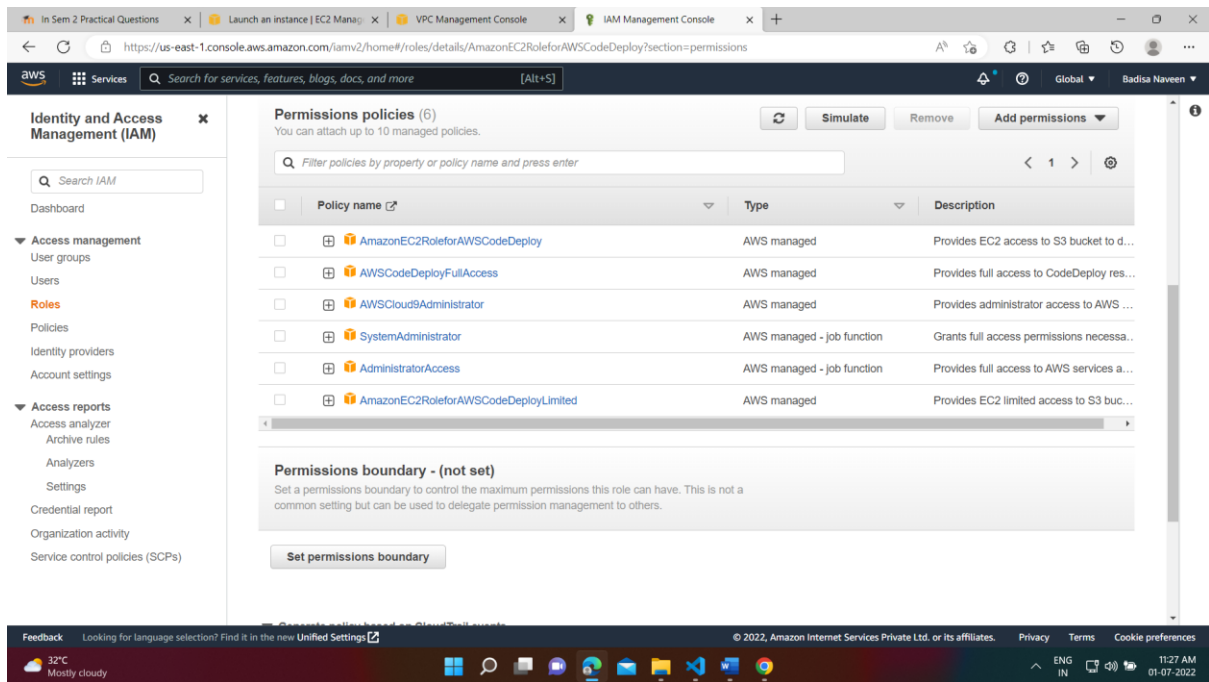 In Sem 2 Practical Questions
Launch an instance | EC2 Manag
VPC Management Console
IAM Management Console
https://us-east-1.console.aws.amazon.com/iamv2/home#/roles/details/AmazonEC2RoleforAWSCodeDeploy?section=permissions
aws
Services
Search for services, features, blogs, docs, and more
[Alt+S]
Global
Badisa Naveen
Identity and Access
Management (IAM)
Search IAM
Dashboard
Access management
User groups
Users
Roles
Policies
Identity providers
Account settings
Access reports
Access analyzer
Archive rules
Analyzers
Settings
Credential report
Organization activity
Service control policies (SCPs)
Permissions policies (6)
You can attach up to 10 managed policies.
Simulate
Remove
Add permissions
Filter policies by property or policy name and press enter
1
Policy name
Type
Description
AmazonEC2RoleforAWSCodeDeploy
AWS managed
Provides EC2 access to S3 bucket to d...
AWSCodeDeployFullAccess
AWS managed
Provides full access to CodeDeploy res...
AWSCloud9Administrator
AWS managed
Provides administrator access to AWS ...
SystemAdministrator
AWS managed - job function
Grants full access permissions necessa...
AdministratorAccess
AWS managed - job function
Provides full access to AWS services a...
AmazonEC2RoleforAWSCodeDeployLimited
AWS managed
Provides EC2 limited access to S3 buc...
Permissions boundary - (not set)
Set a permissions boundary to control the maximum permissions this role can have. This is not a
common setting but can be used to delegate permission management to others.
Set permissions boundary
Generate policy based on CloudTrail events
Feedback
Looking for language selection? Find it in the new Unified Settings
© 2022, Amazon Internet Services Private Ltd. or its affiliates.
Privacy
Terms
Cookie preferences
32°C
Mostly cloudy
ENG
IN
11:27 AM
01-07-2022